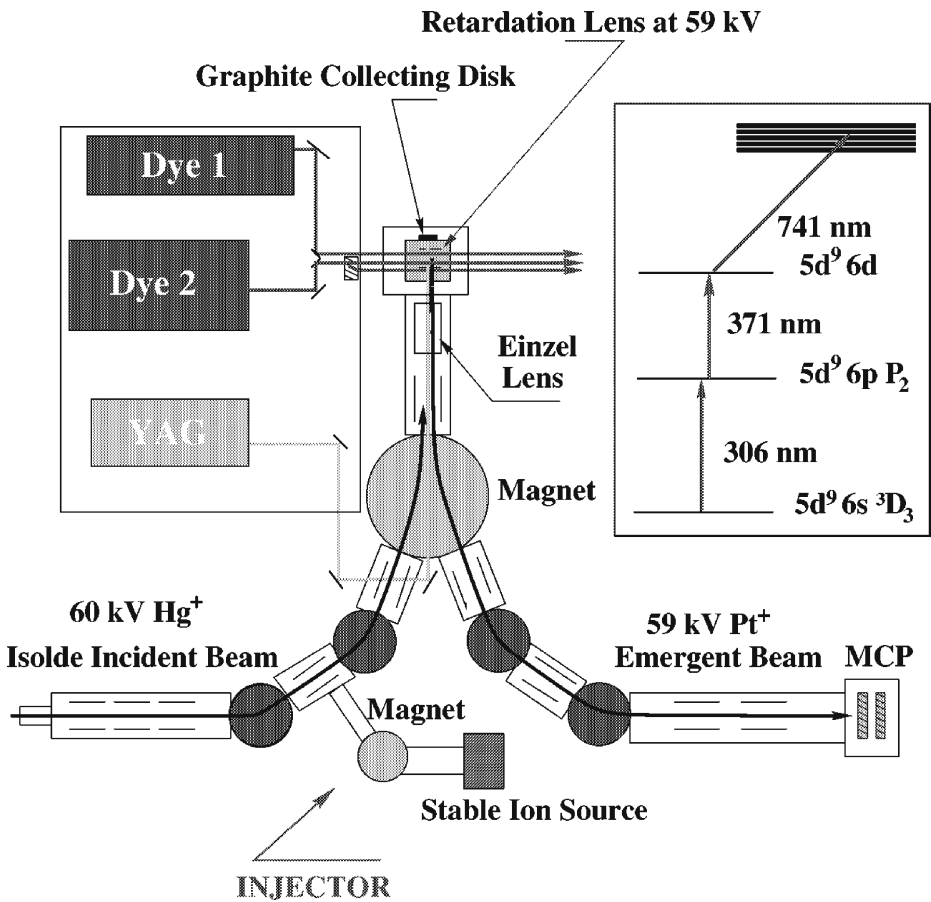 Retardation Lens at 59 kV
Graphite Collecting Disk
Dye 1
Dye 2
YAG
Einzel
Lens
Magnet
741 nm
5d⁹ 6d
371 nm
5d⁹ 6p P₂
306 nm
5d⁹ 6s ³D₃
60 kV Hg⁺
Isolde Incident Beam
59 kV Pt⁺
Emergent Beam
MCP
Magnet
Stable Ion Source
INJECTOR